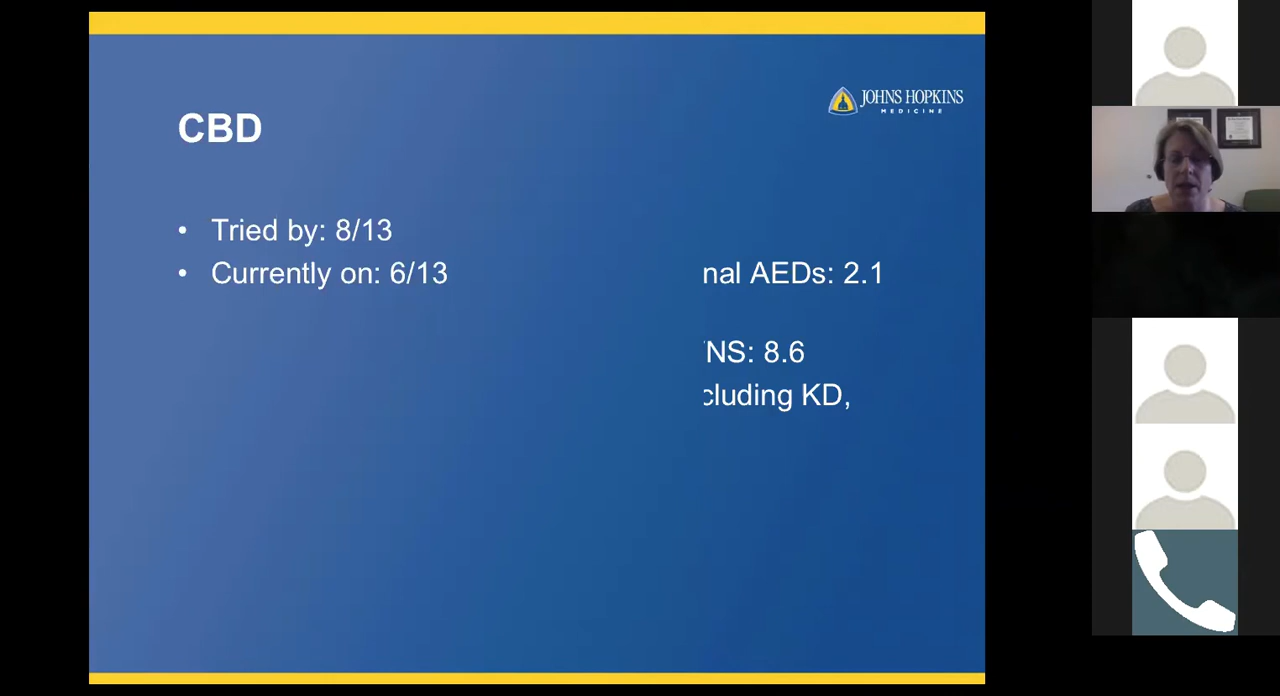 JOHNS HOPKINS
MEDICINE
CBD
• Tried by: 8/13
• Currently on: 6/13
nal AEDs: 2.1
NS: 8.6
cluding KD,